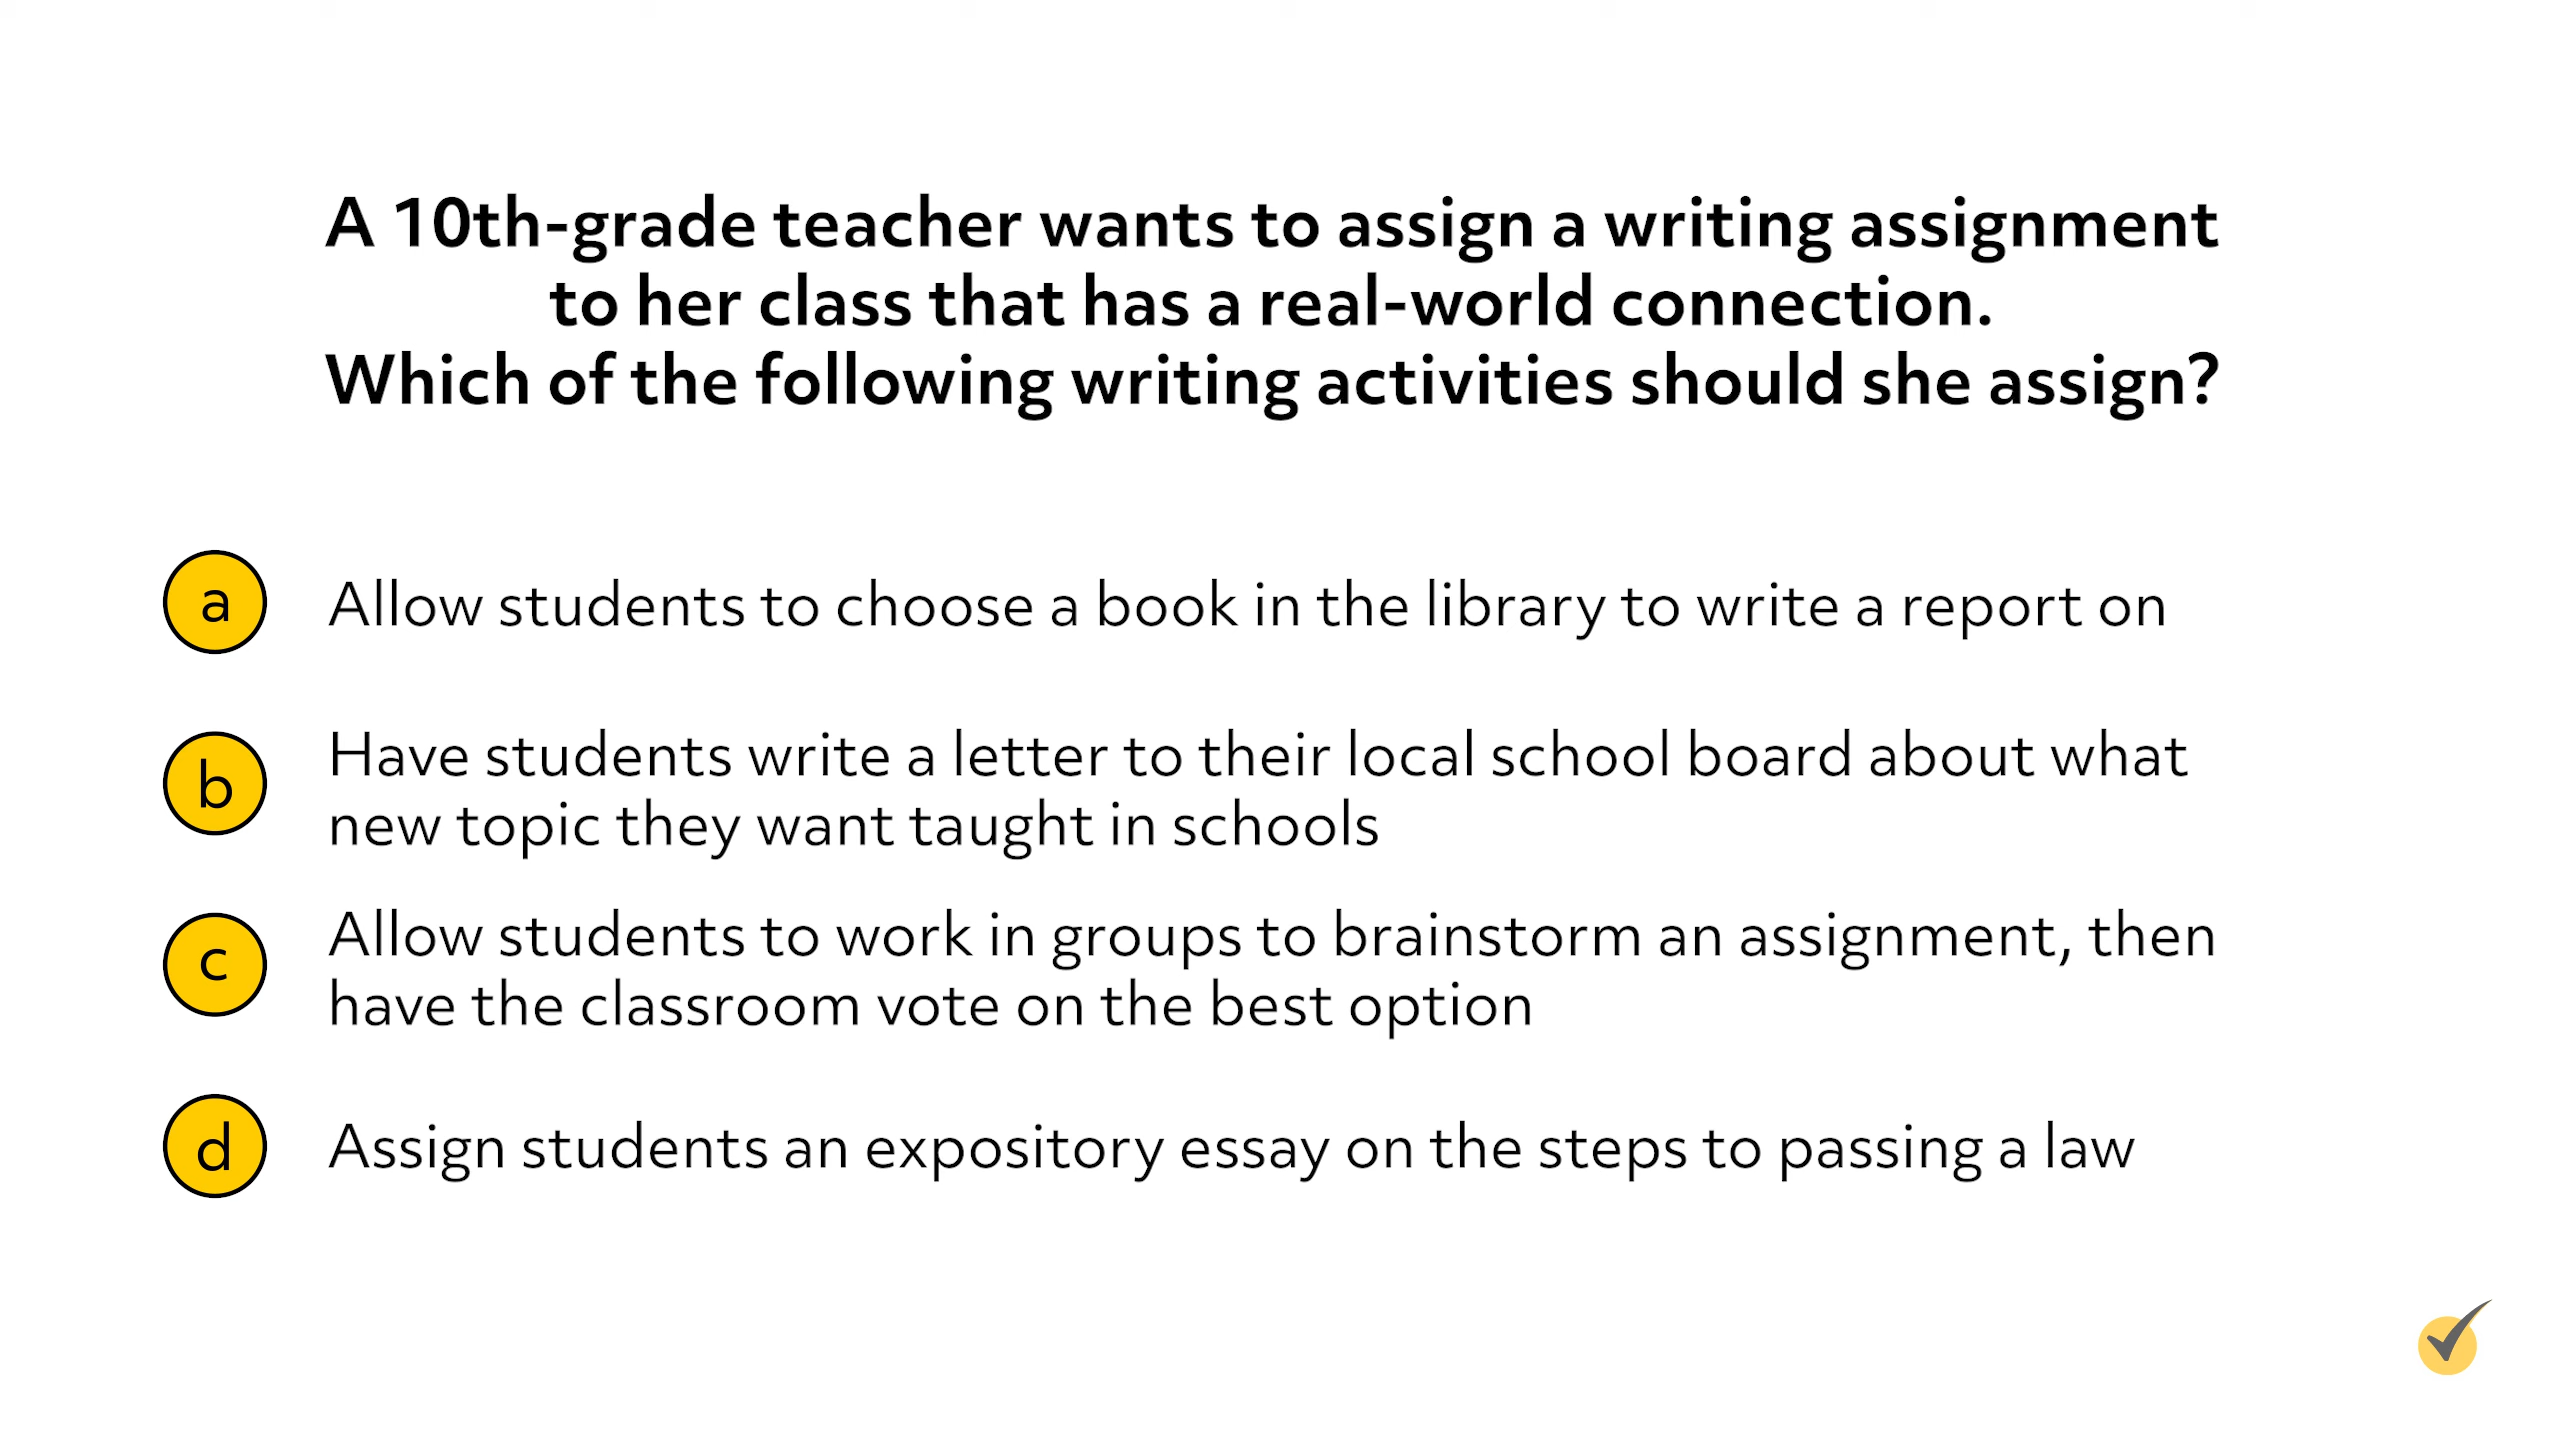 A 10th-grade teacher wants to assign a writing assignment
to her class that has a real-world connection.
Which of the following writing activities should she assign?
a
Allow students to choose a book in the library to write a report on
b
Have students write a letter to their local school board about what
new topic they want taught in schools
c
Allow students to work in groups to brainstorm an assignment, then
have the classroom vote on the best option
d
Assign students an expository essay on the steps to passing a law